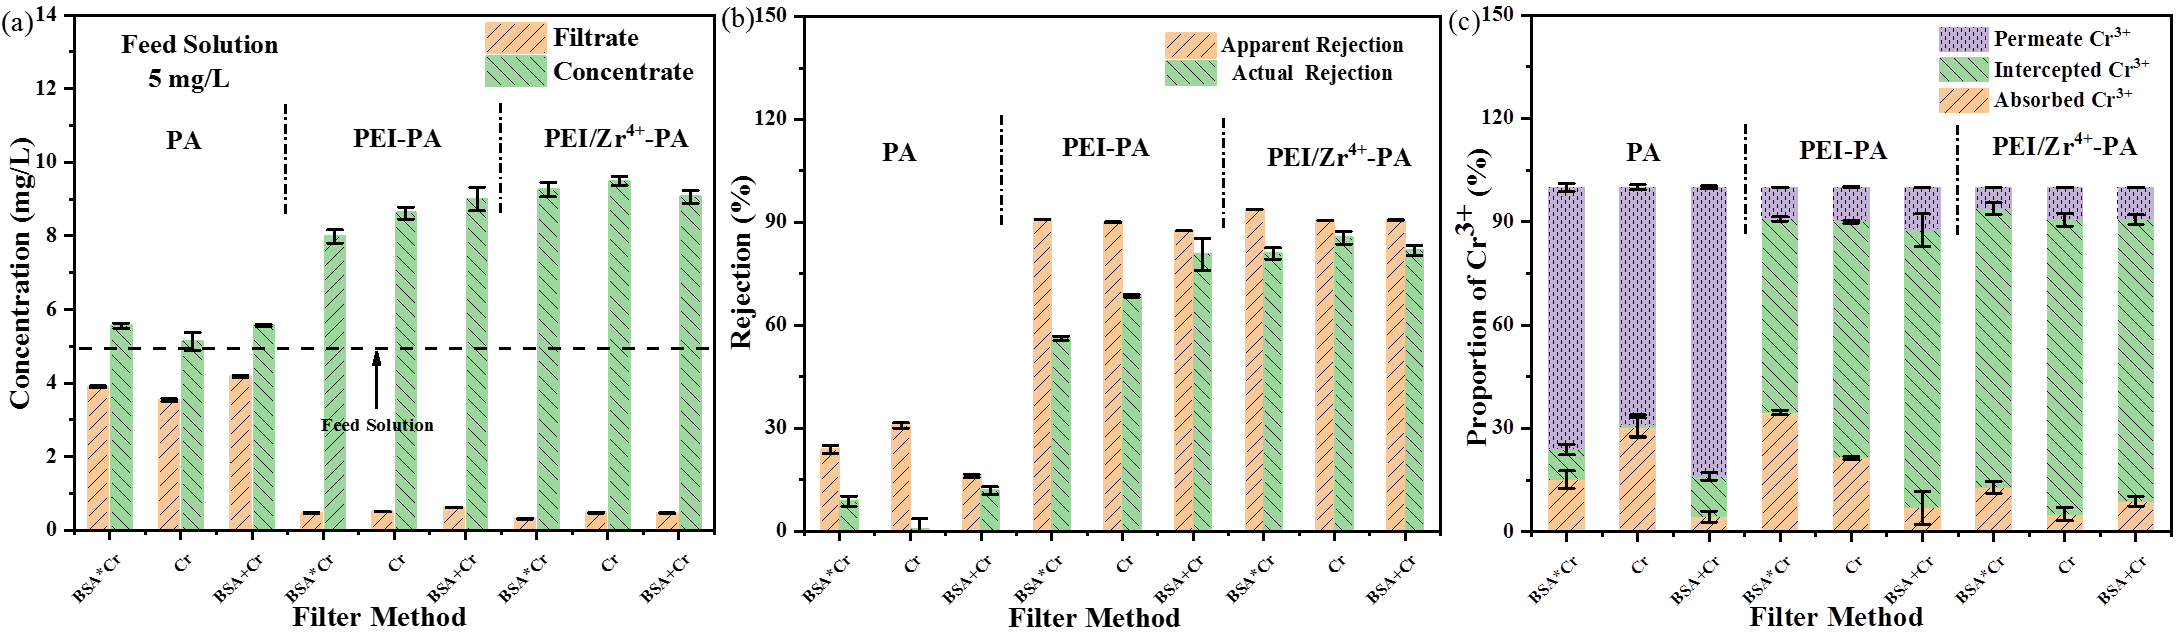 (a)
14
12
10
8
6
4
2
0
Concentration (mg/L)
Feed Solution
5 mg/L
Filtrate
Concentrate
PA
PEI-PA
PEI/Zr⁴⁺-PA
Feed Solution
BSA*Cr
Cr
BSA+Cr
BSA*Cr
Cr
BSA+Cr
BSA*Cr
Cr
BSA+Cr
Filter Method
(b)
150
120
90
60
30
0
Rejection (%)
Apparent Rejection
Actual Rejection
PA
PEI-PA
PEI/Zr⁴⁺-PA
BSA*Cr
Cr
BSA+Cr
BSA*Cr
Cr
BSA+Cr
BSA*Cr
Cr
BSA+Cr
Filter Method
(c)
150
120
90
60
30
0
Proportion of Cr³⁺ (%)
Permeate Cr³⁺
Intercepted Cr³⁺
Absorbed Cr³⁺
PA
PEI-PA
PEI/Zr⁴⁺-PA
BSA*Cr
Cr
BSA+Cr
BSA*Cr
Cr
BSA+Cr
BSA*Cr
Cr
BSA+Cr
Filter Method